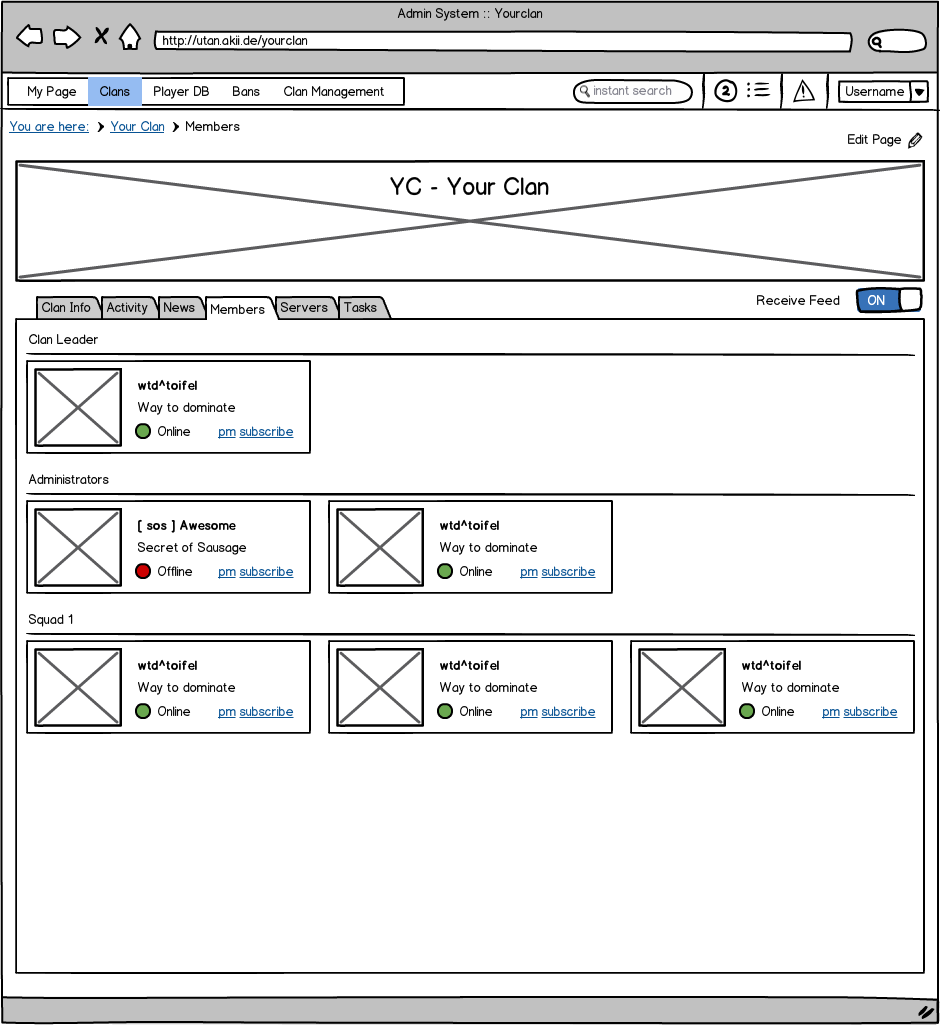 Admin System :: Yourclan
http://utan.akii.de/yourclan
My Page Clans Player DB Bans Clan Management instant search 2 Username
You are here: Your Clan Members
Edit Page
YC - Your Clan
Clan Info Activity News Members Servers Tasks Receive Feed ON
Clan Leader
wtd^toifel
Way to dominate
Online pm subscribe
Administrators
[ sos ] Awesome
Secret of Sausage
Offline pm subscribe
wtd^toifel
Way to dominate
Online pm subscribe
Squad 1
wtd^toifel
Way to dominate
Online pm subscribe
wtd^toifel
Way to dominate
Online pm subscribe
wtd^toifel
Way to dominate
Online pm subscribe